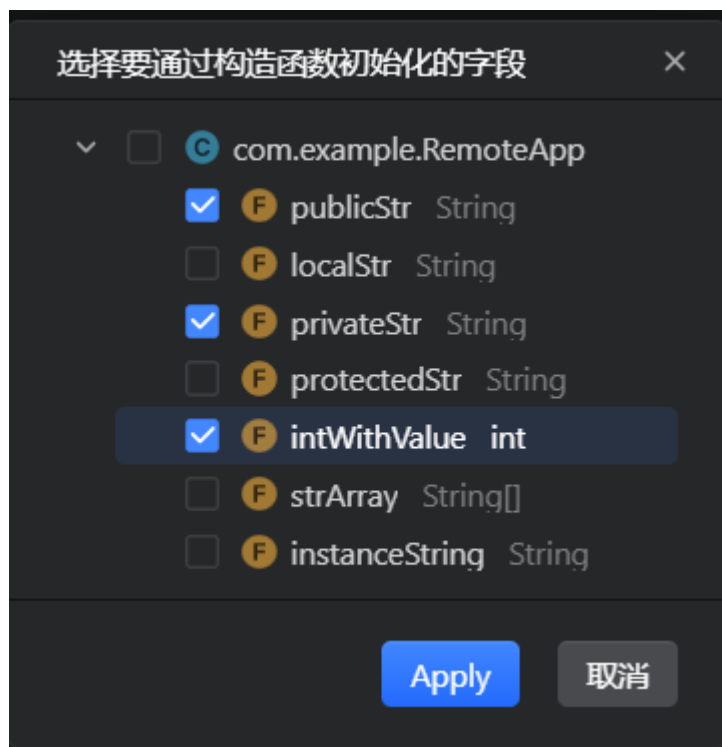 选择要通过构造函数初始化的字段
C com.example.RemoteApp
F publicStr String
F localStr String
F privateStr String
F protectedStr String
F intWithValue int
F strArray String[]
F instanceString String
Apply 取消